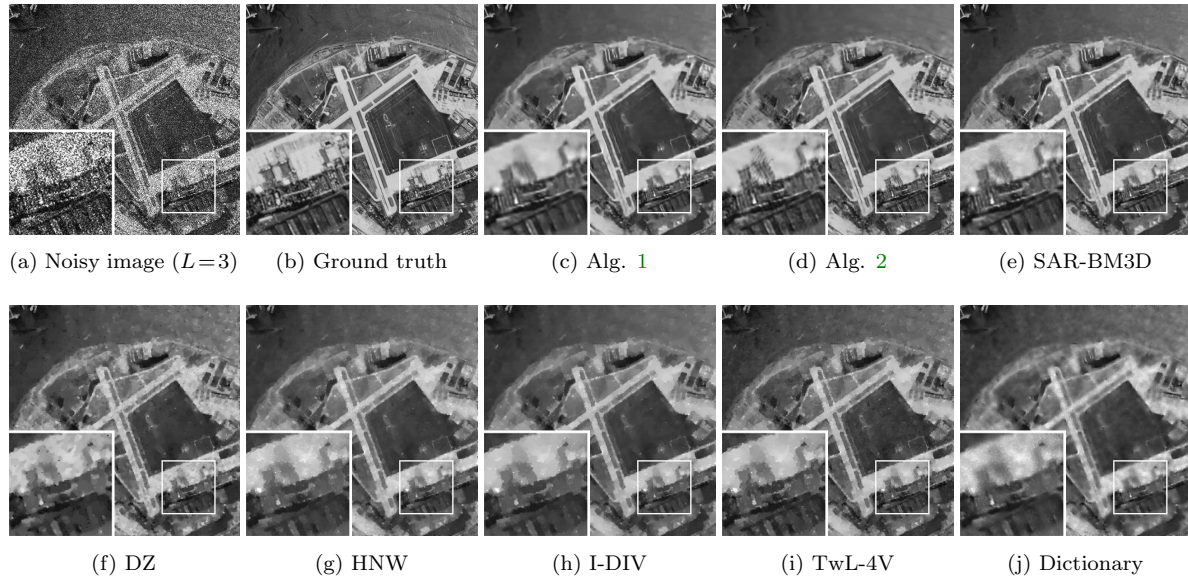 (a) Noisy image (L=3)
(b) Ground truth
(c) Alg. 1
(d) Alg. 2
(e) SAR-BM3D
(f) DZ
(g) HNW
(h) I-DIV
(i) TwL-4V
(j) Dictionary